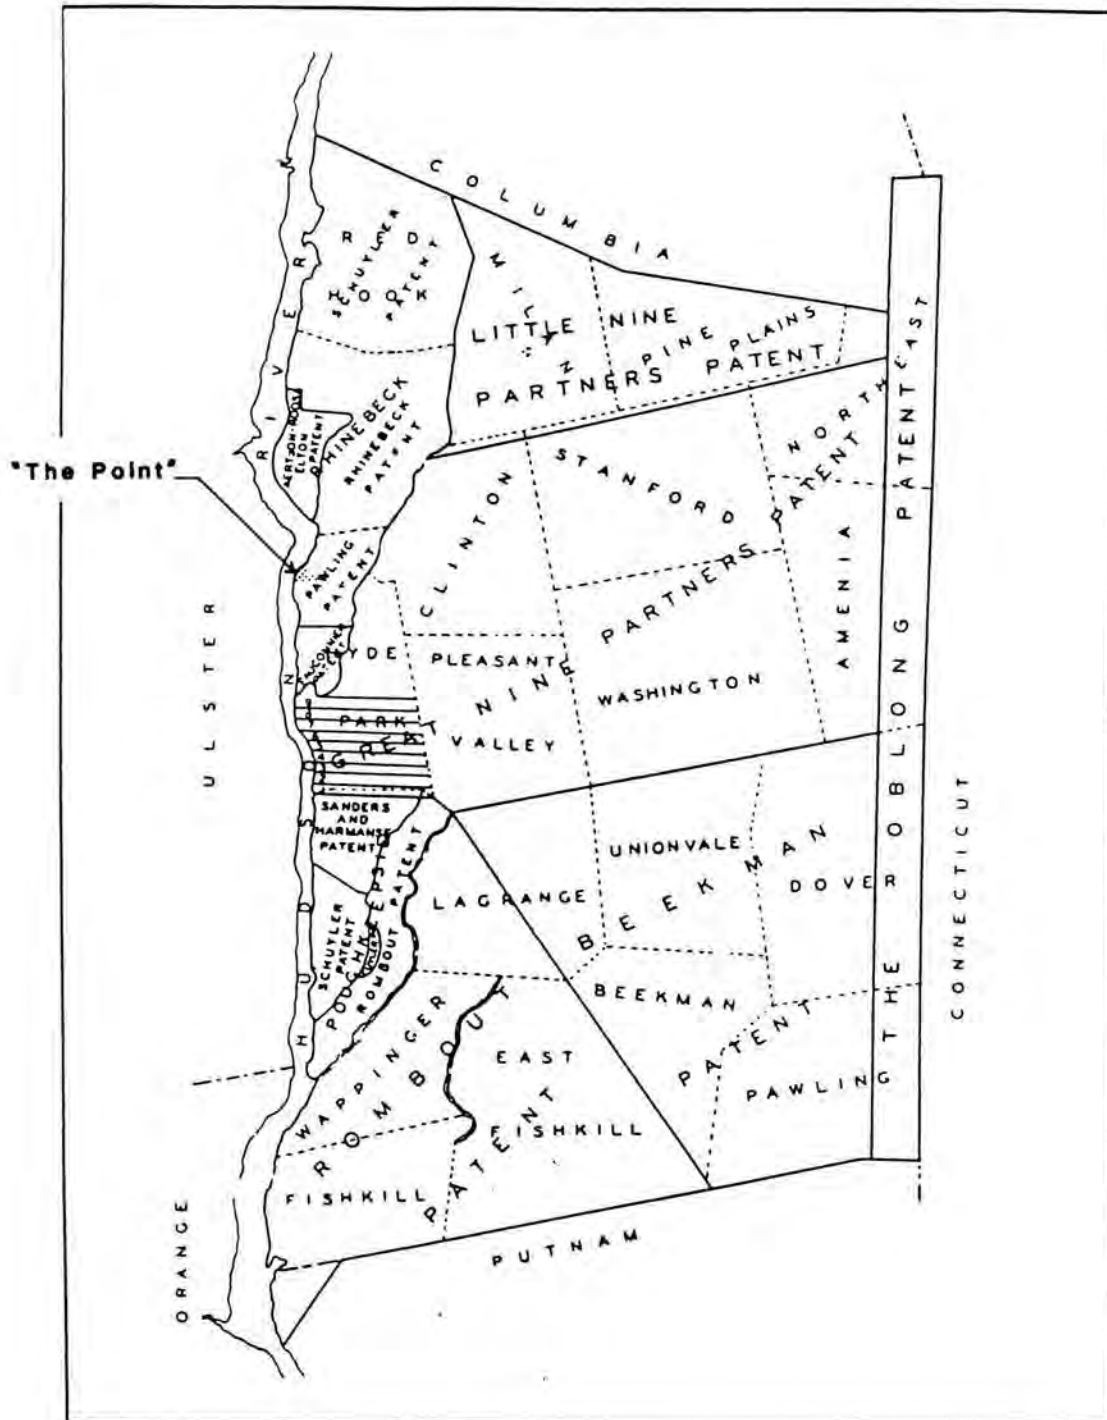 COLUMBIA
RED
HOOK
SCHUYLER
PATENT
MILAN
LITTLE NINE
PARTNERS PATENT
PINE PLAINS
NORTH EAST
RHINEBECK
RHINEBECK
PATENT
ELTON
PATENT
"The Point"
PAWLING
PATENT
CLINTON
STANFORD
GREAT NINE PARTNERS PATENT
AMENIA
THE OBLONG PATENT
HYDE
PARK
PLEASANT
VALLEY
WASHINGTON
ULSTER
HUDSON RIVER
SANDERS
AND
HARMANSE
PATENT
SCHUYLER
PATENT
POUGHKEEPSIE
ROMBOUT PATENT
LAGRANGE
UNIONVALE
DOVER
BEEKMAN PATENT
BEEKMAN
PAWLING
CONNECTICUT
WAPPINGER
ROMBOUT PATENT
EAST
FISHKILL
FISHKILL
ORANGE
PUTNAM